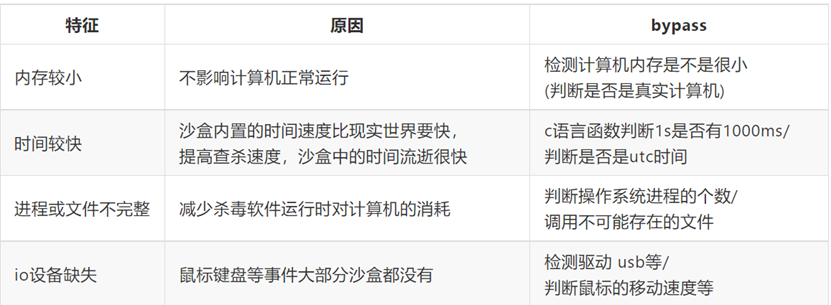 特征 原因 bypass
内存较小 不影响计算机正常运行 检测计算机内存是不是很小
(判断是否是真实计算机)
时间较快 沙盒内置的时间速度比现实世界要快,
提高查杀速度，沙盒中的时间流逝很快 c语言函数判断1s是否有1000ms/
判断是否是utc时间
进程或文件不完整 减少杀毒软件运行时对计算机的消耗 判断操作系统进程的个数/
调用不可能存在的文件
io设备缺失 鼠标键盘等事件大部分沙盒都没有 检测驱动 usb等/
判断鼠标的移动速度等